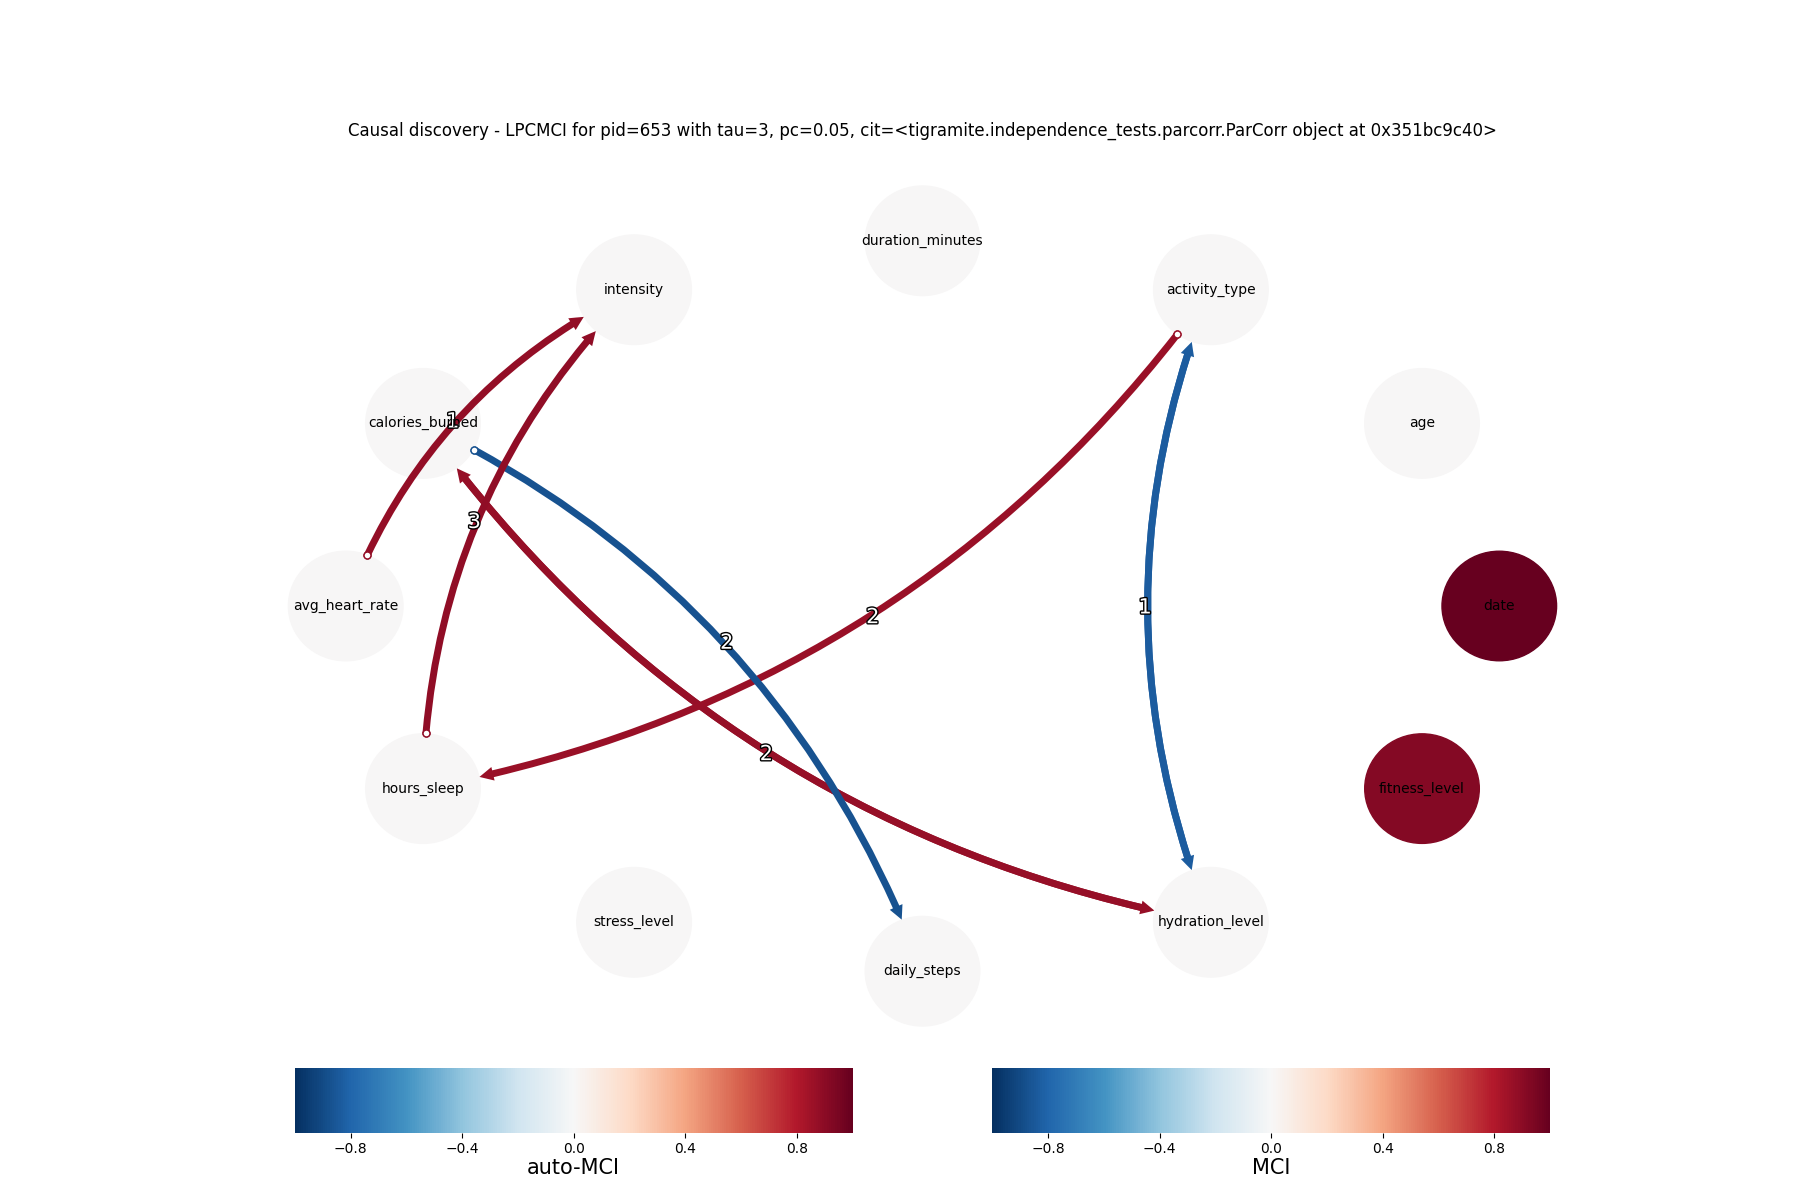 Causal discovery - LPCMCI for pid=653 with tau=3, pc=0.05, cit=<tigramite.independence_tests.parcorr.ParCorr object at 0x351bc9c40>
duration_minutes
intensity
activity_type
calories_burned
1
age
3
avg_heart_rate
1
date
2
2
2
hours_sleep
fitness_level
stress_level
hydration_level
daily_steps
−0.8 −0.4 0.0 0.4 0.8
auto-MCI
−0.8 −0.4 0.0 0.4 0.8
MCI